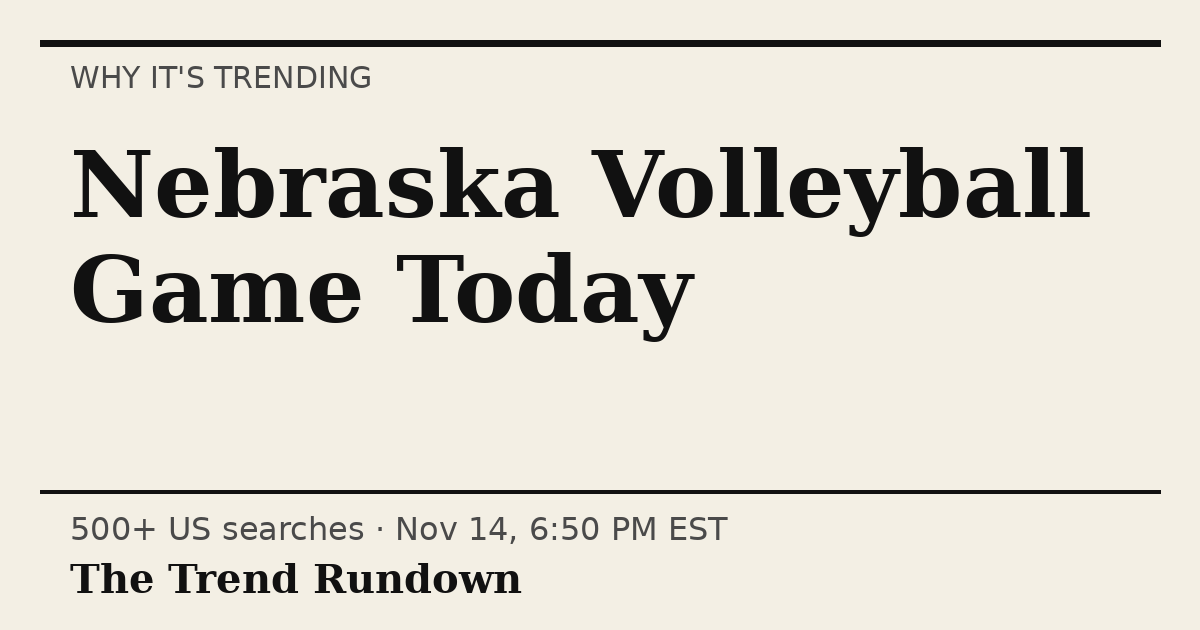 WHY IT'S TRENDING
Nebraska Volleyball
Game Today
500+ US searches · Nov 14, 6:50 PM EST
The Trend Rundown